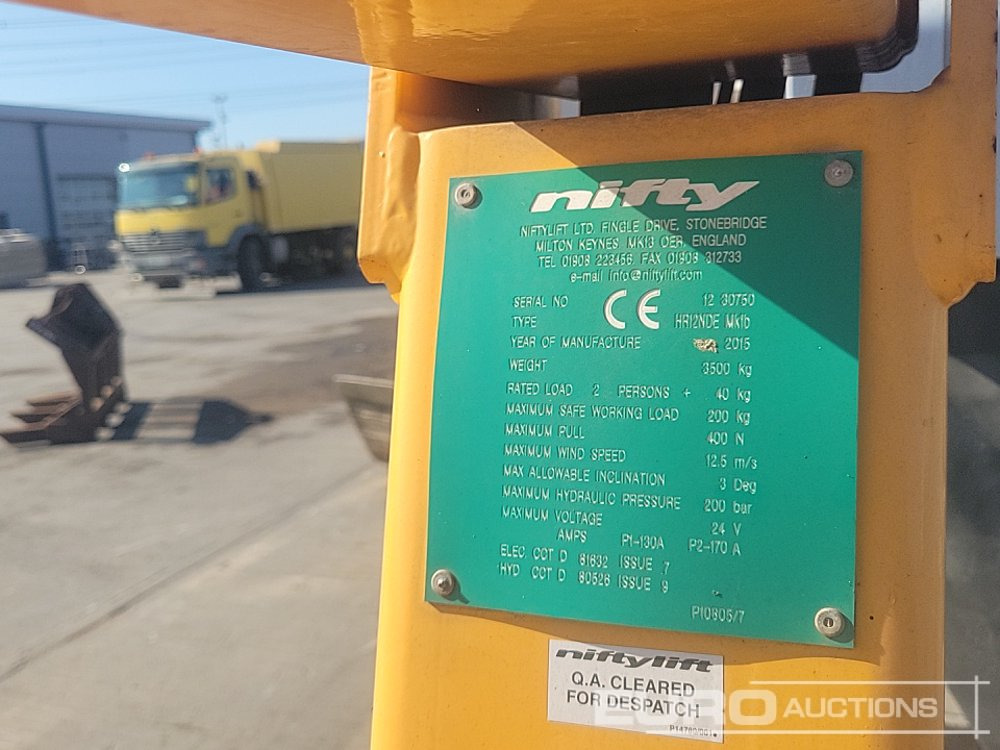 nifty
NIFTYLIFT LTD. FINGLE DRIVE, STONEBRIDGE
MILTON KEYNES, MK13 OER, ENGLAND
TEL 01908 223456 FAX 01908 312733
e-mail info@niftylift.com
CE
SERIAL NO 12 30750
TYPE HR12NDE Mk1b
YEAR OF MANUFACTURE 2015
WEIGHT 3500 kg
RATED LOAD 2 PERSONS + 40 kg
MAXIMUM SAFE WORKING LOAD 200 kg
MAXIMUM PULL 400 N
MAXIMUM WIND SPEED 12.5 m/s
MAX ALLOWABLE INCLINATION 3 Deg
MAXIMUM HYDRAULIC PRESSURE 200 bar
MAXIMUM VOLTAGE 24 V
AMPS P1-130A P2-170 A
ELEC CCT D 81632 ISSUE 7
HYD CCT D 80526 ISSUE 9
P10805/7
niftylift
Q.A. CLEARED
FOR DESPATCH
P14780/001
EURO AUCTIONS